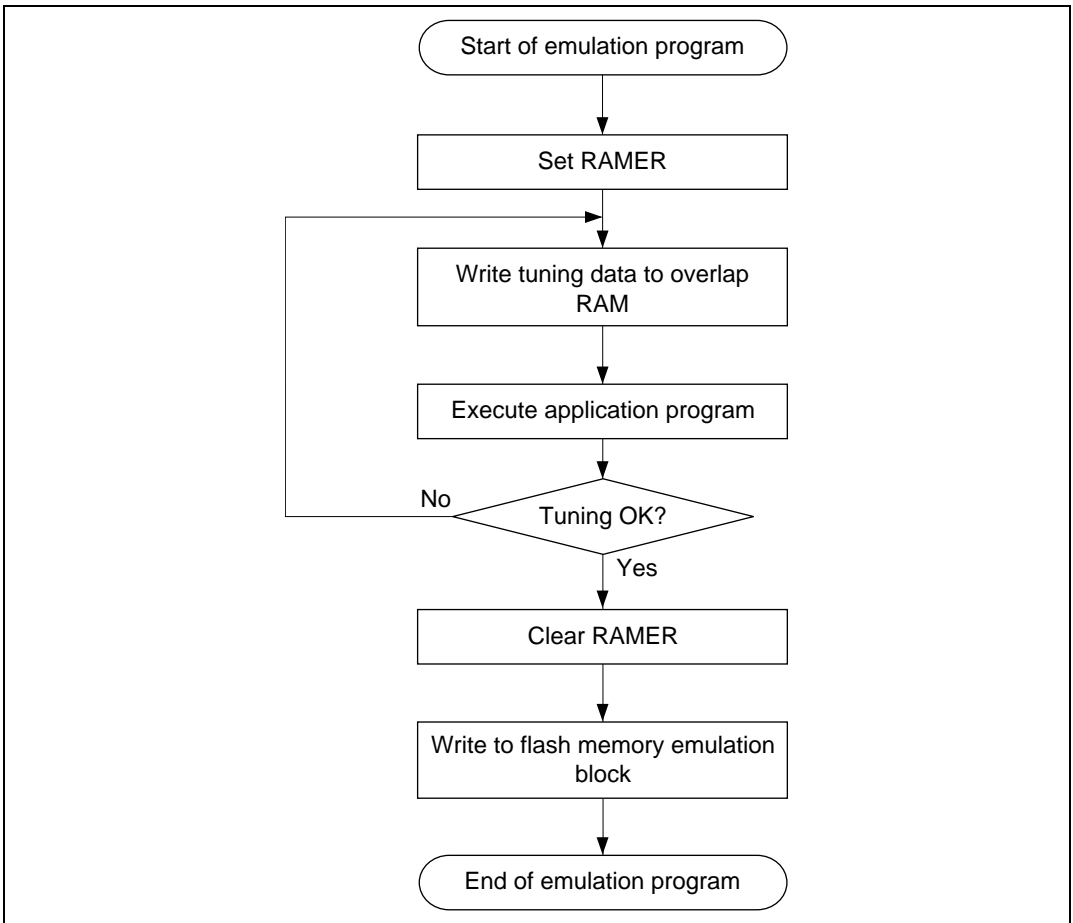 Start of emulation program
Set RAMER
Write tuning data to overlap
RAM
Execute application program
No
Tuning OK?
Yes
Clear RAMER
Write to flash memory emulation
block
End of emulation program